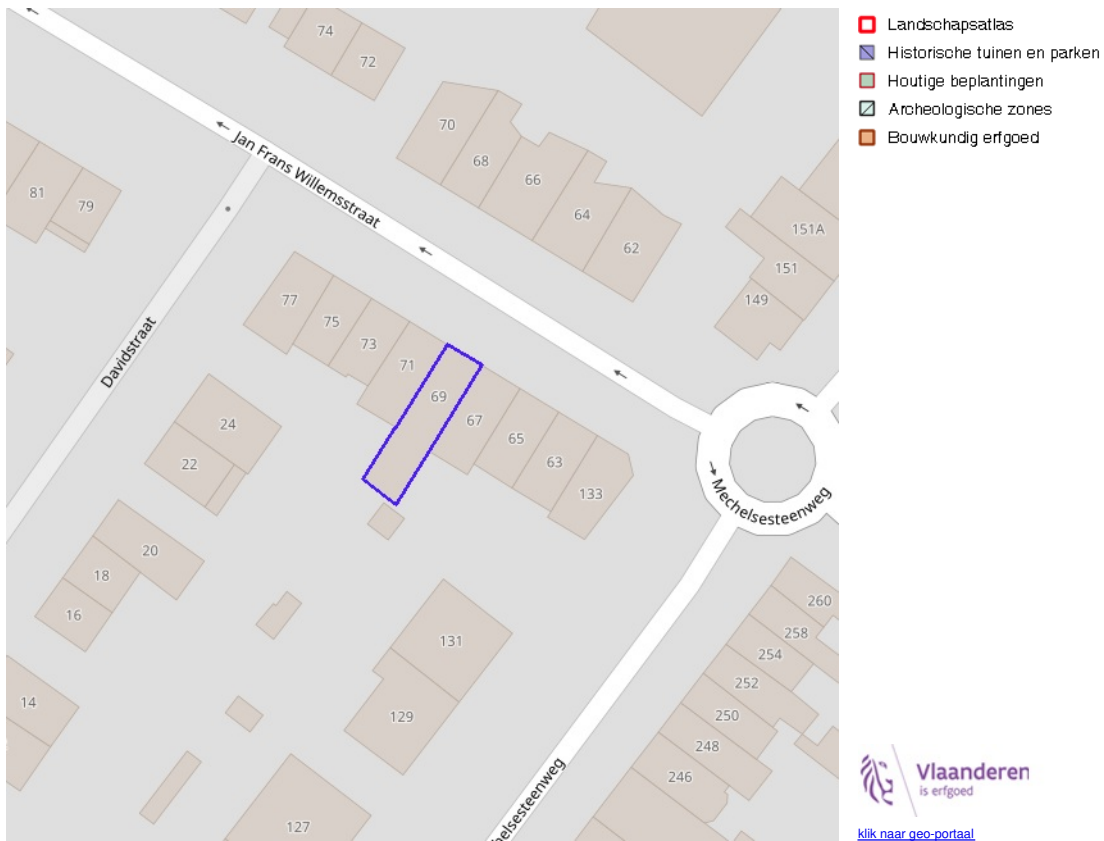 74
72
70
68
66
64
62
Jan Frans Willemsstraat
81
79
151A
151
149
77
75
73
71
69
67
65
63
133
Davidstraat
24
22
Mechelsesteenweg
20
18
16
131
129
127
14
260
258
254
252
250
248
246
helsesteenweg
Landschapsatlas
Historische tuinen en parken
Houtige beplantingen
Archeologische zones
Bouwkundig erfgoed
Vlaanderen
is erfgoed
klik naar geo-portaal